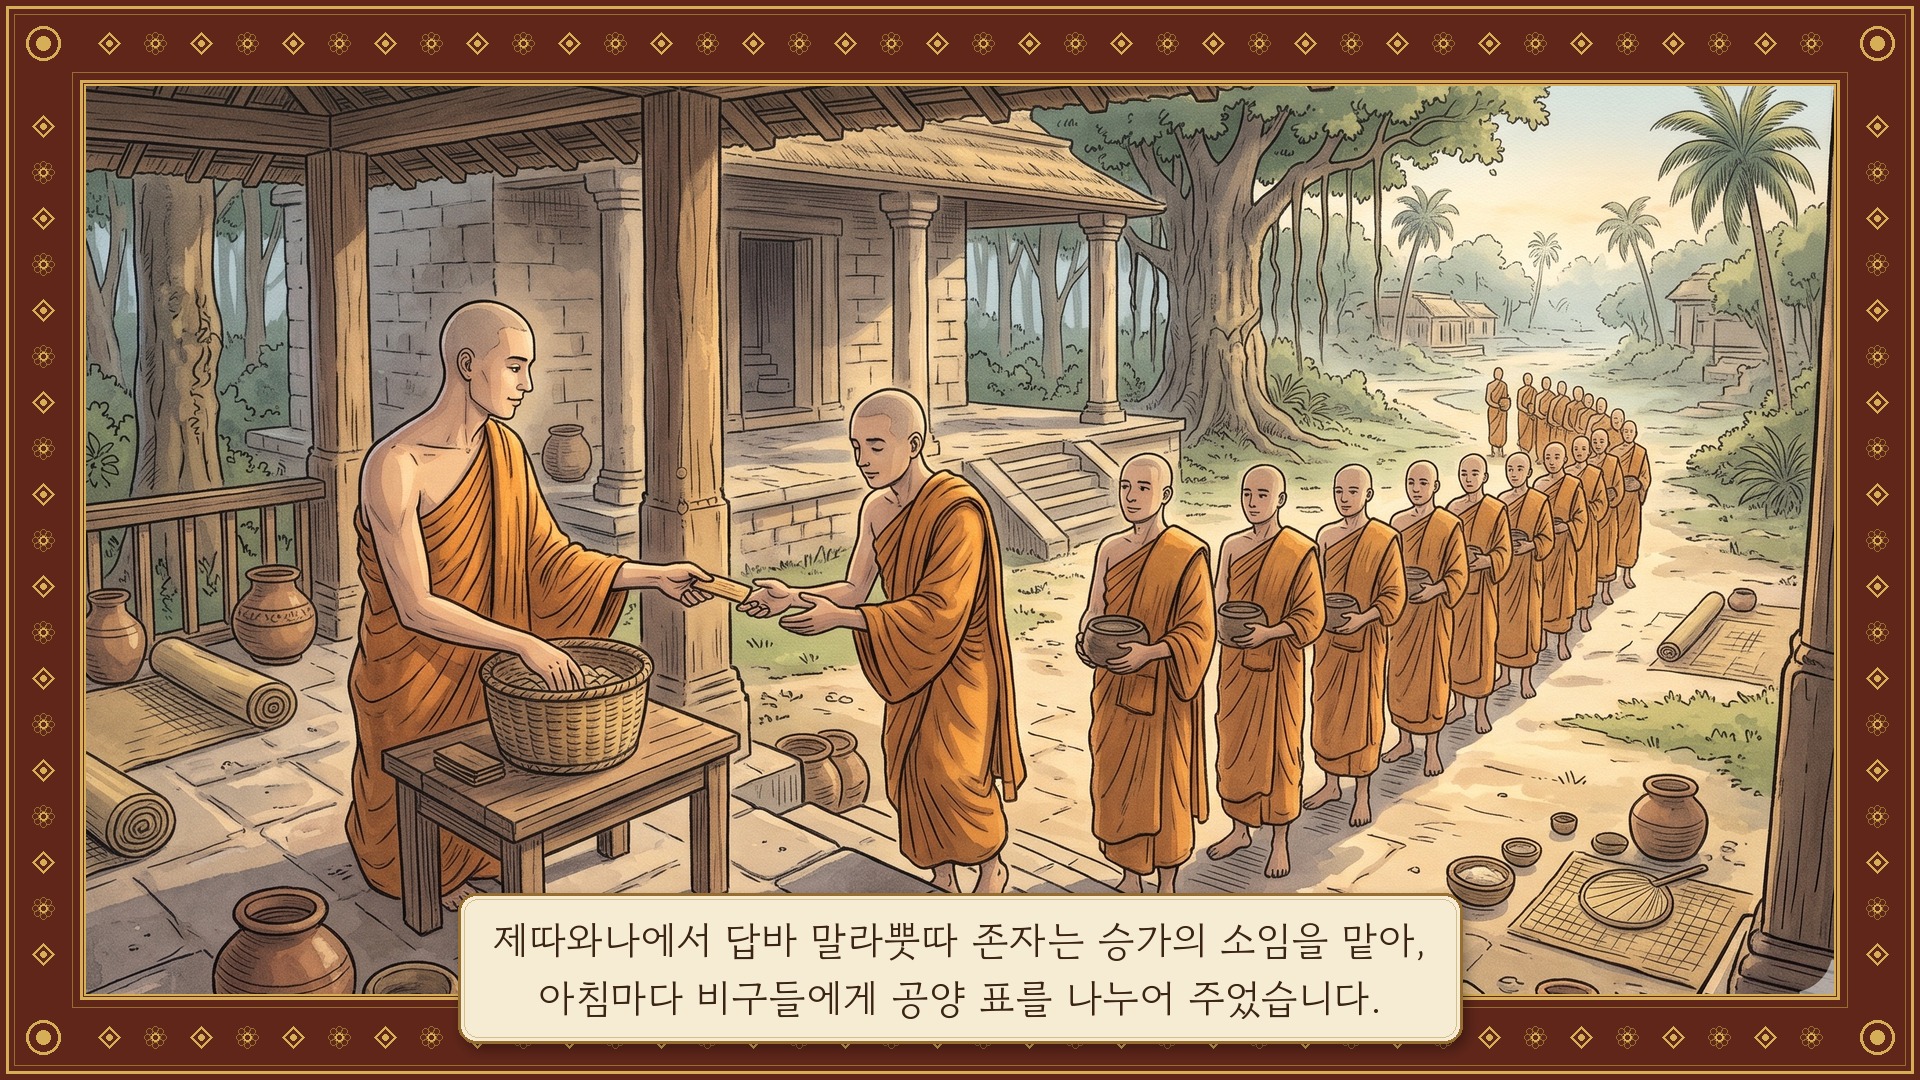 제따와나에서 답바 말라뿟따 존자는 승가의 소임을 맡아,
아침마다 비구들에게 공양 표를 나누어 주었습니다.